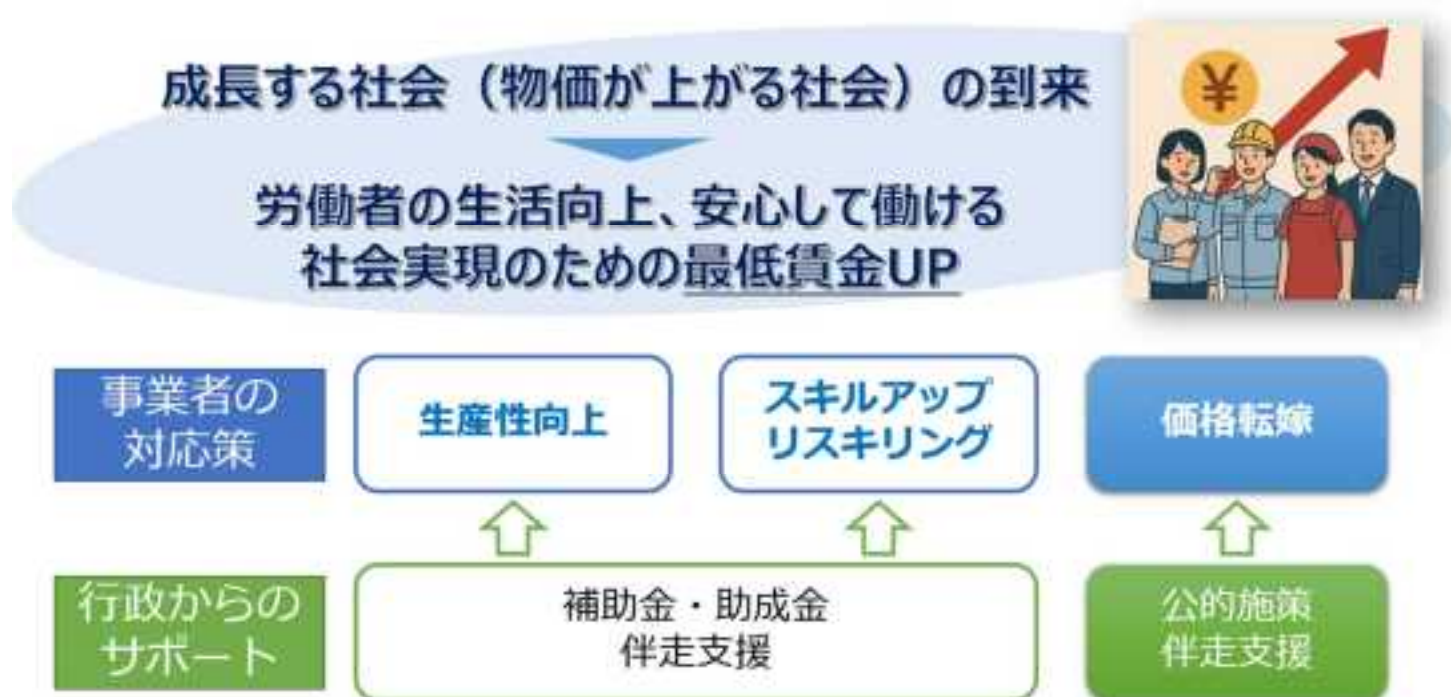 成長する社会（物価が上がる社会）の到来
¥
労働者の生活向上、安心して働ける
社会実現のための最低賃金UP
事業者の
対応策
生産性向上
スキルアップ
リスキリング
価格転嫁
行政からの
サポート
補助金・助成金
伴走支援
公的施策
伴走支援